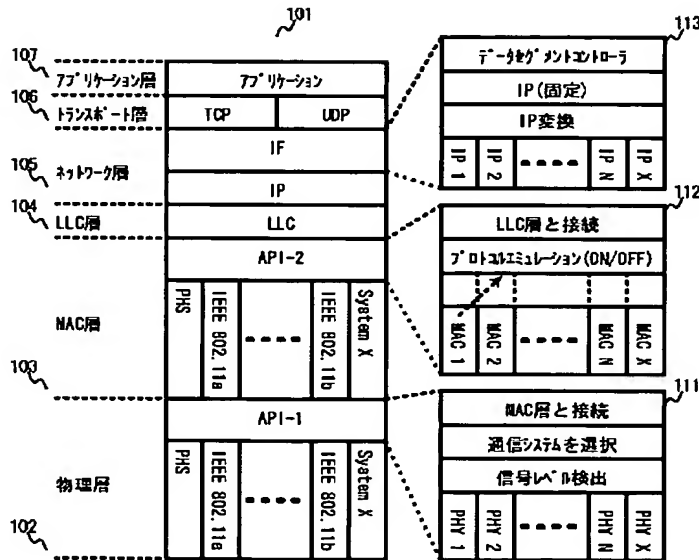 101
107
アプリケーション層
アプリケーション
106
トランスポート層
TCP
UDP
IF
105
ネットワーク層
IP
104
LLC層
LLC
API-2
MAC層
PHS
IEEE 802.11a
IEEE 802.11b
System X
103
API-1
物理層
PHS
IEEE 802.11a
IEEE 802.11b
System X
102
113
データセグメントコントローラ
IP(固定)
IP変換
IP 1
IP 2
IP N
IP X
112
LLC層と接続
プロトコルエミュレーション(ON/OFF)
MAC 1
MAC 2
MAC N
MAC X
111
MAC層と接続
通信システムを選択
信号レベル検出
PHY 1
PHY 2
PHY N
PHY X